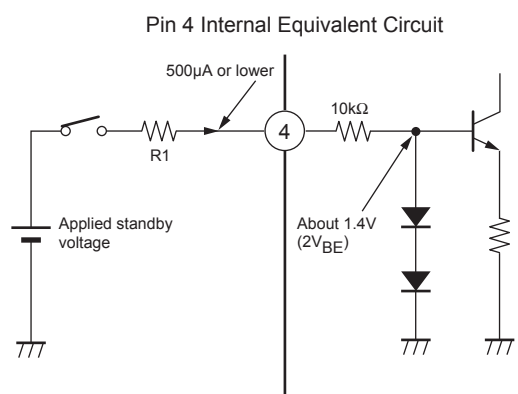 Pin 4 Internal Equivalent Circuit
500μA or lower
10kΩ
4
R1
Applied standby
voltage
About 1.4V
(2VBE)